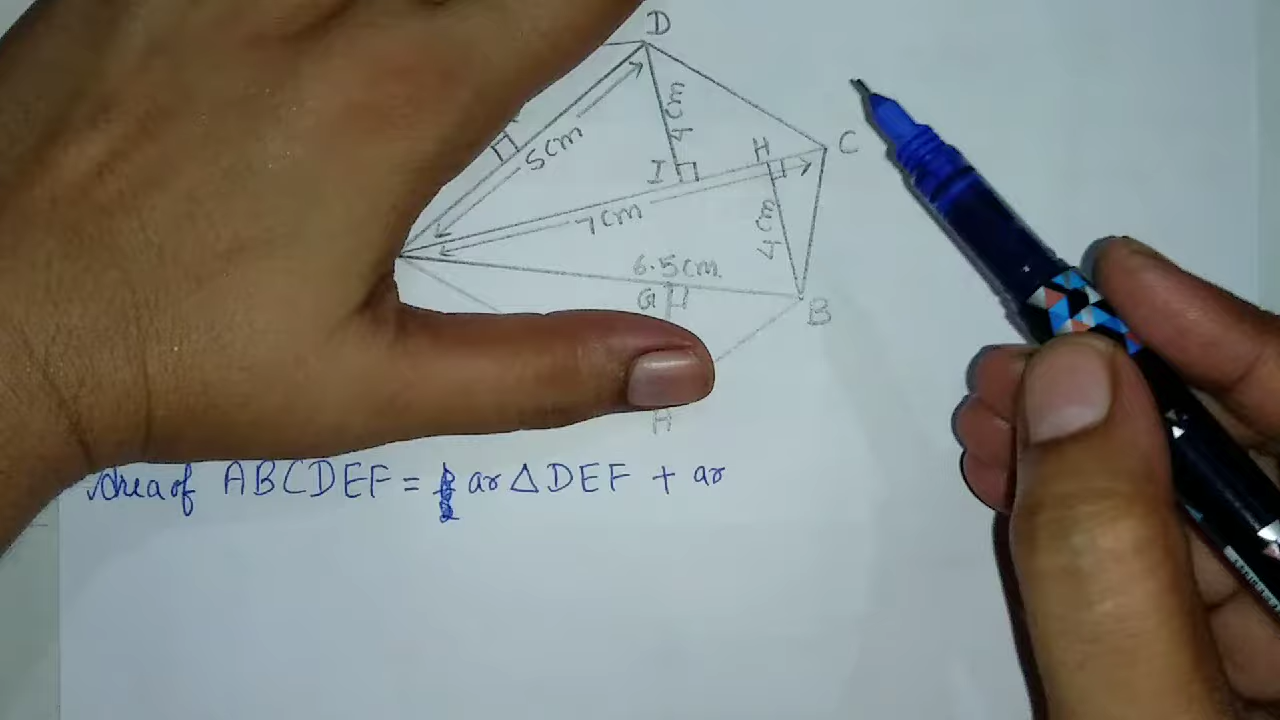 D
4cm
5cm
I
H
C
7cm
4cm
6.5cm
G
B
A
Area of ABCDEF = ar △ DEF + ar